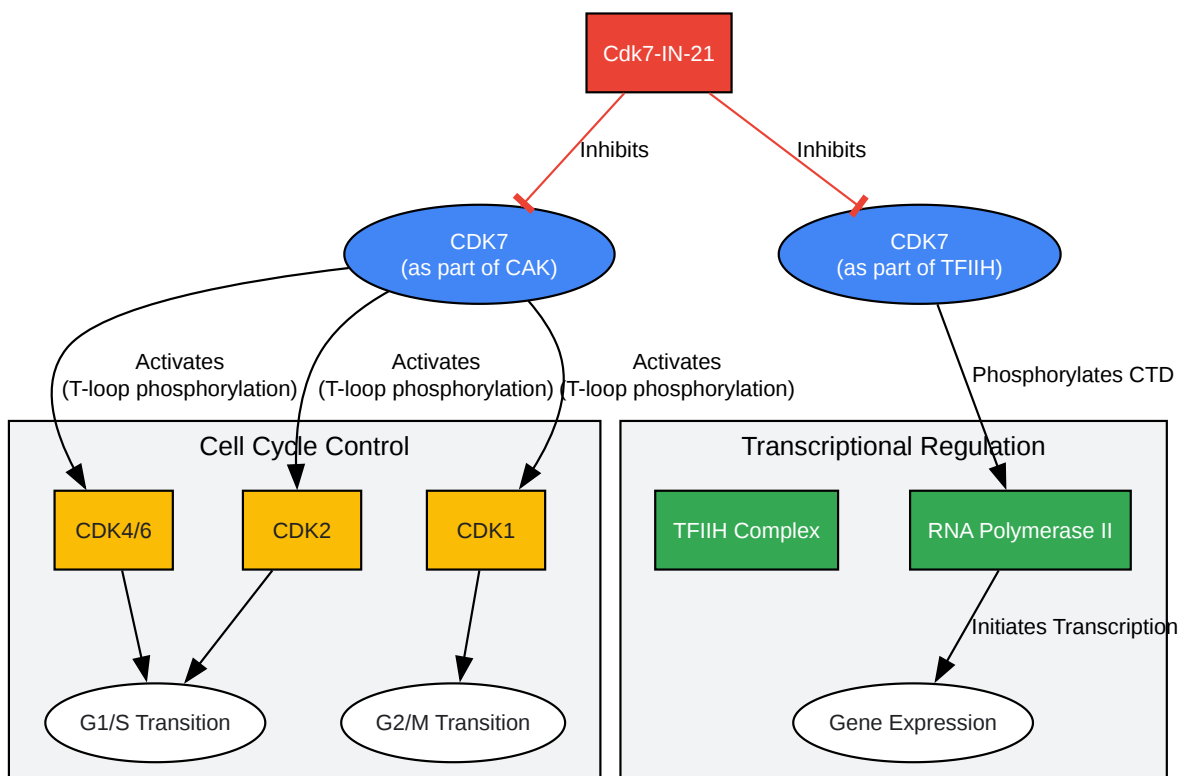 Cdk7-IN-21
Inhibits
Inhibits
CDK7
(as part of CAK)
CDK7
(as part of TFIIH)
Activates
(T-loop phosphorylation)
Activates
(T-loop phosphorylation)
Activates
(T-loop phosphorylation)
Phosphorylates CTD
Cell Cycle Control
Transcriptional Regulation
CDK4/6
CDK2
CDK1
TFIIH Complex
RNA Polymerase II
Initiates Transcription
G1/S Transition
G2/M Transition
Gene Expression